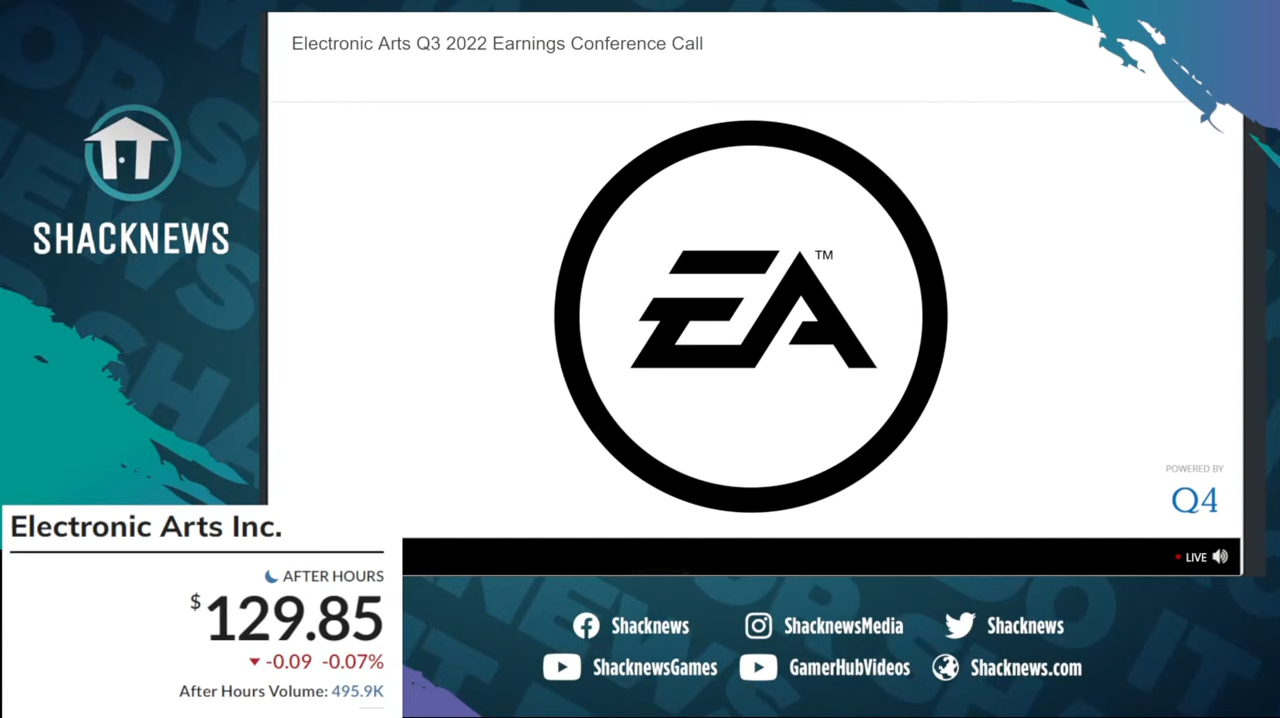 Electronic Arts Q3 2022 Earnings Conference Call
SHACKNEWS
EA™
POWERED BY
Q4
LIVE
Electronic Arts Inc.
AFTER HOURS
$129.85
-0.09 -0.07%
After Hours Volume: 495.9K
Shacknews
ShacknewsMedia
Shacknews
ShacknewsGames
GamerHubVideos
Shacknews.com